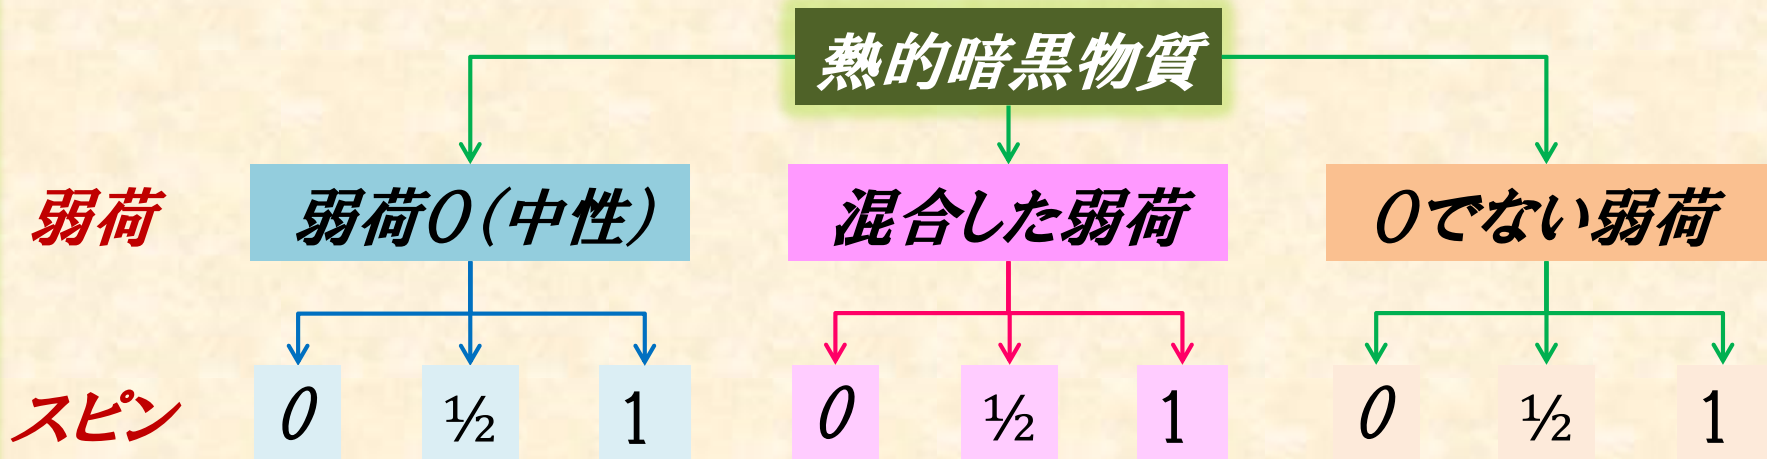 熱的暗黒物質
弱荷 弱荷0(中性) 混合した弱荷 0でない弱荷
スピン 0 ½ 1 0 ½ 1 0 ½ 1